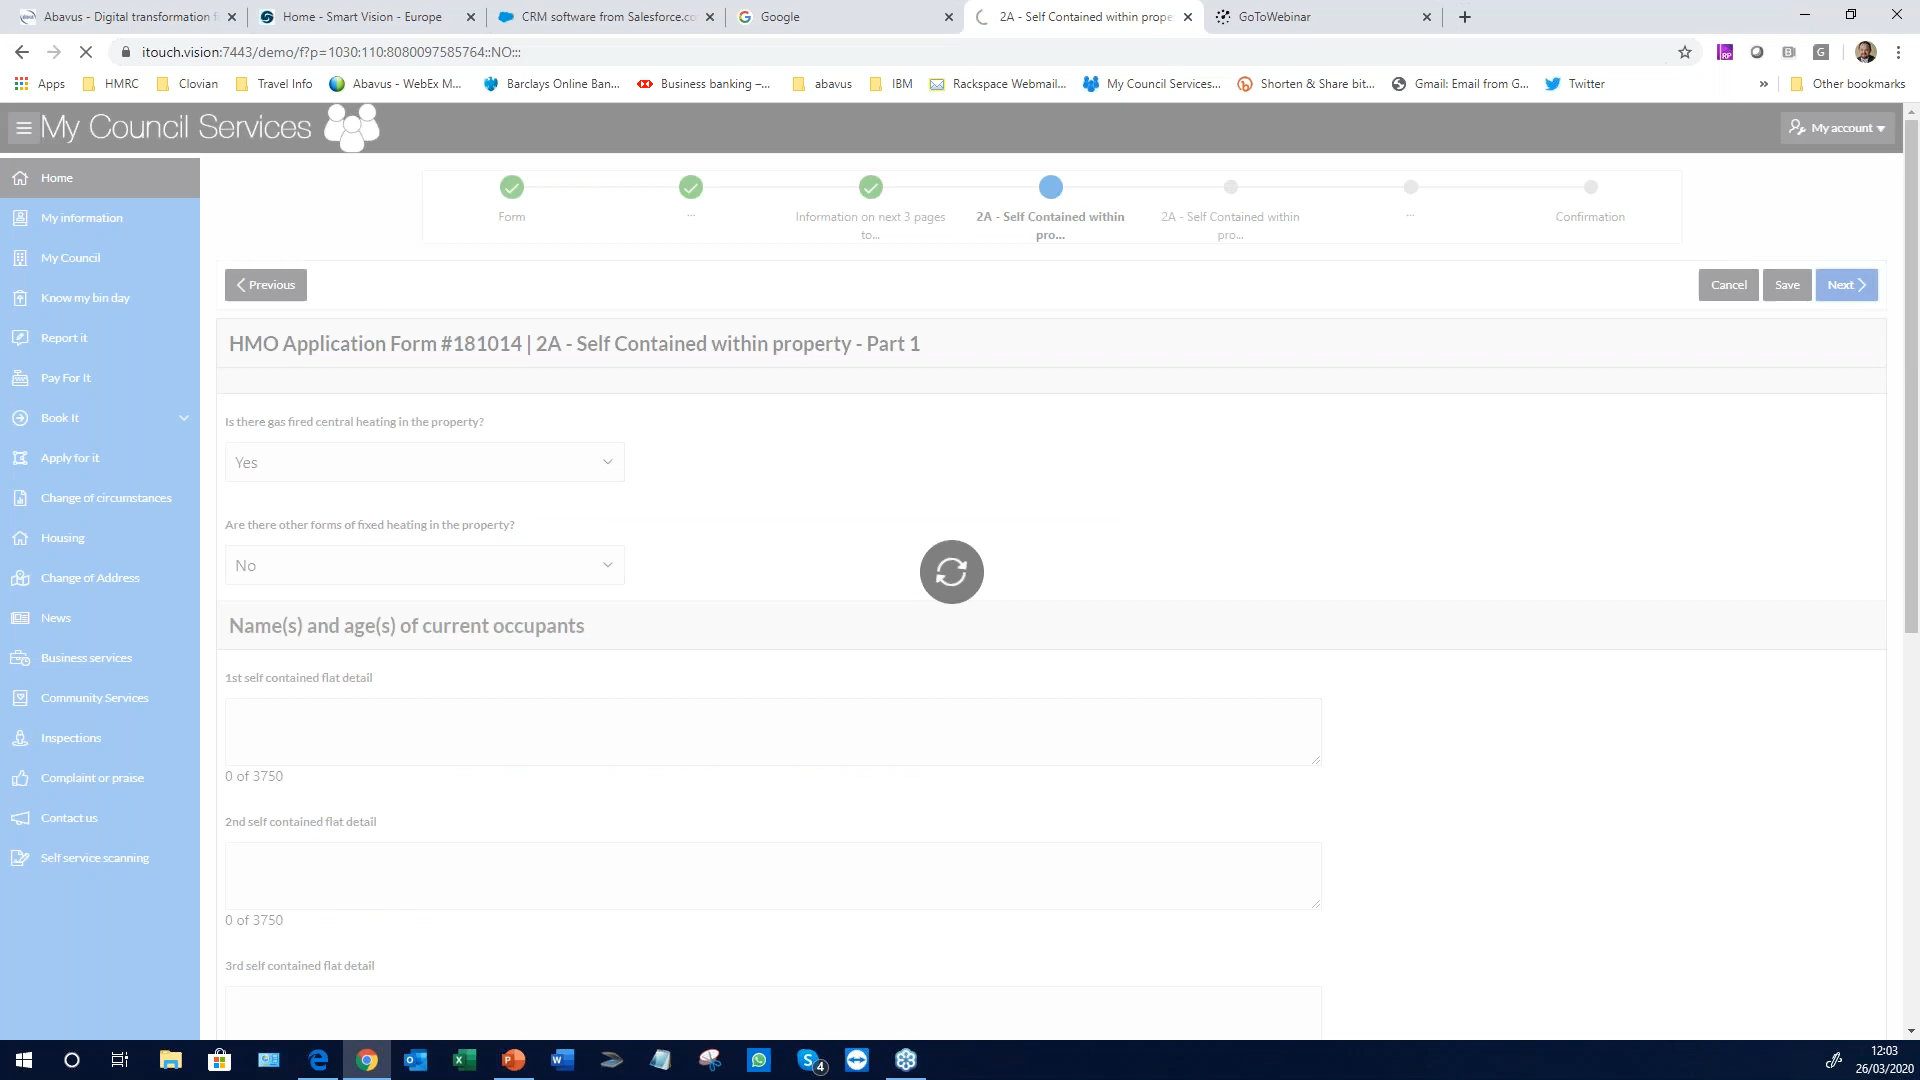 Abavus - Digital transformation f
Home - Smart Vision - Europe
CRM software from Salesforce.co
Google
2A - Self Contained within prope
GoToWebinar
itouch.vision:7443/demo/f?p=1030:110:8080097585764::NO:::
Apps
HMRC
Clovian
Travel Info
Abavus - WebEx M...
Barclays Online Ban...
Business banking –...
abavus
IBM
Rackspace Webmail...
My Council Services...
Shorten & Share bit...
Gmail: Email from G...
Twitter
»
Other bookmarks
My Council Services
My account
Home
My information
My Council
Know my bin day
Report it
Pay For It
Book It
Apply for it
Change of circumstances
Housing
Change of Address
News
Business services
Community Services
Inspections
Complaint or praise
Contact us
Self service scanning
Form
...
Information on next 3 pages
to...
2A - Self Contained within
pro...
2A - Self Contained within
pro...
...
Confirmation
Previous
Cancel
Save
Next
HMO Application Form #181014 | 2A - Self Contained within property - Part 1
Is there gas fired central heating in the property?
Yes
Are there other forms of fixed heating in the property?
No
Name(s) and age(s) of current occupants
1st self contained flat detail
0 of 3750
2nd self contained flat detail
0 of 3750
3rd self contained flat detail
4
12:03
26/03/2020